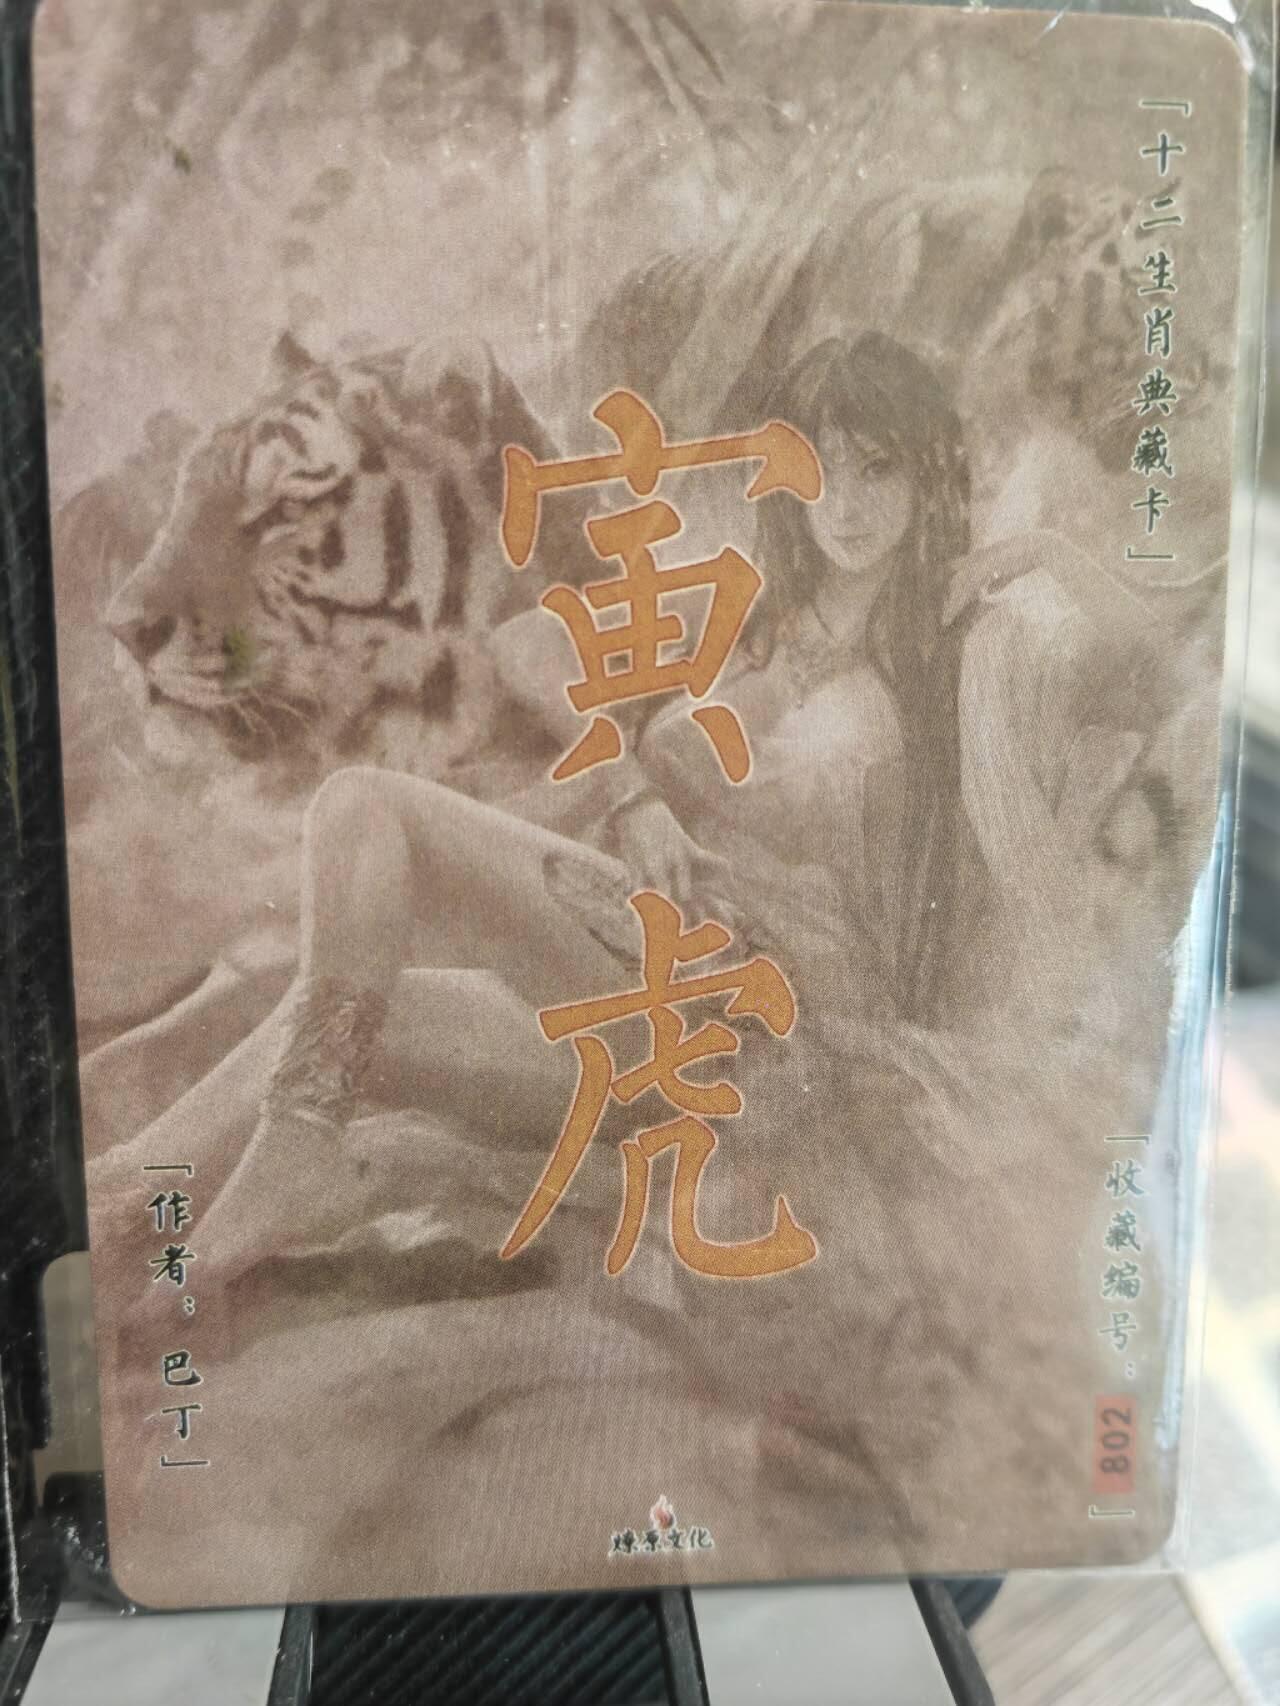 「十二生肖典藏卡」
寅虎
「作者：巴丁」
「收藏编号：802」
燎原文化